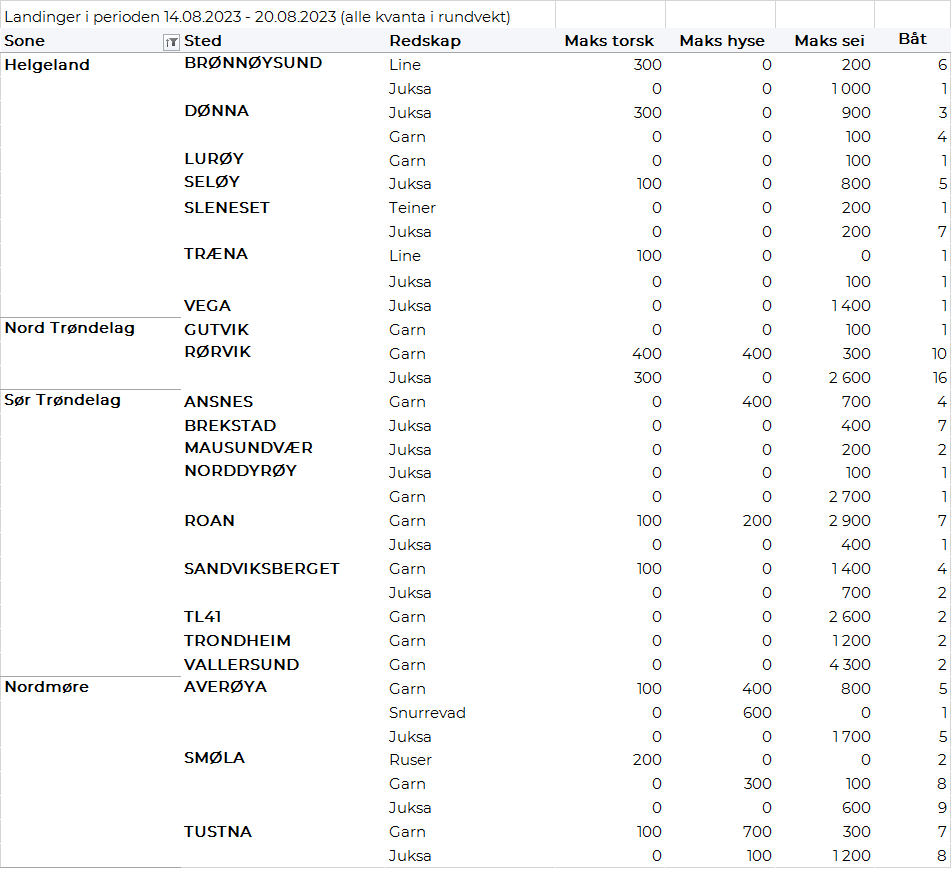 Landinger i perioden 14.08.2023 - 20.08.2023 (alle kvanta i rundvekt)
Sone Sted Redskap Maks torsk Maks hyse Maks sei Båt
Helgeland BRØNNØYSUND Line 300 0 200 6
Juksa 0 0 1 000 1
DØNNA Juksa 300 0 900 3
Garn 0 0 100 4
LURØY Garn 0 0 100 1
SELØY Juksa 100 0 800 5
SLENESET Teiner 0 0 200 1
Juksa 0 0 200 7
TRÆNA Line 100 0 0 1
Juksa 0 0 100 1
VEGA Juksa 0 0 1 400 1
Nord Trøndelag GUTVIK Garn 0 0 100 1
RØRVIK Garn 400 400 300 10
Juksa 300 0 2 600 16
Sør Trøndelag ANSNES Garn 0 400 700 4
BREKSTAD Juksa 0 0 400 7
MAUSUNDVÆR Juksa 0 0 200 2
NORDDYRØY Juksa 0 0 100 1
Garn 0 0 2 700 1
ROAN Garn 100 200 2 900 7
Juksa 0 0 400 1
SANDVIKSBERGET Garn 100 0 1 400 4
Juksa 0 0 700 2
TL41 Garn 0 0 2 600 2
TRONDHEIM Garn 0 0 1 200 2
VALLERSUND Garn 0 0 4 300 2
Nordmøre AVERØYA Garn 100 400 800 5
Snurrevad 0 600 0 1
Juksa 0 0 1 700 5
SMØLA Ruser 200 0 0 2
Garn 0 300 100 8
Juksa 0 0 600 9
TUSTNA Garn 100 700 300 7
Juksa 0 100 1 200 8